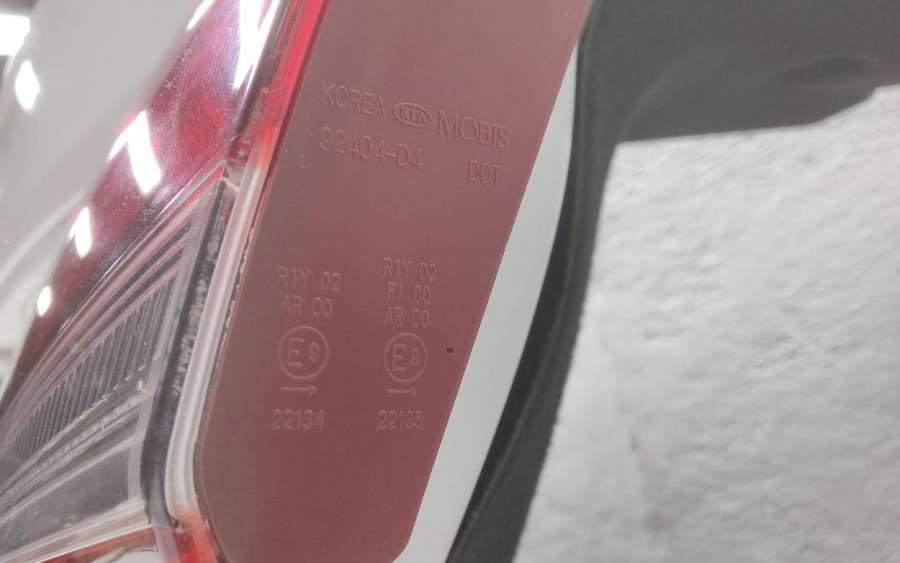 KOREA KIA MOBIS
92404-D4 DOT
R1Y 02
AR 00
E9
→
22134
R1Y 02
F1 00
AR 00
E9
→
22135